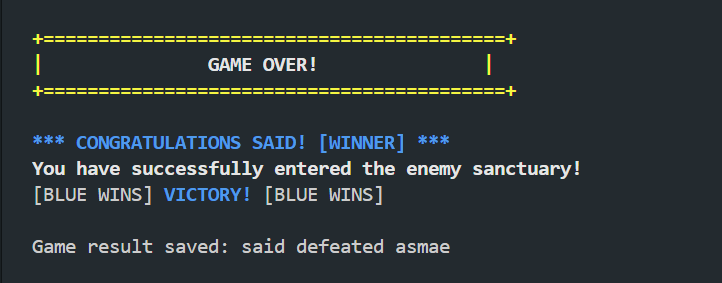 +==========================================+
|               GAME OVER!               |
+==========================================+
*** CONGRATULATIONS SAID! [WINNER] ***
You have successfully entered the enemy sanctuary!
[BLUE WINS] VICTORY! [BLUE WINS]
Game result saved: said defeated asmae